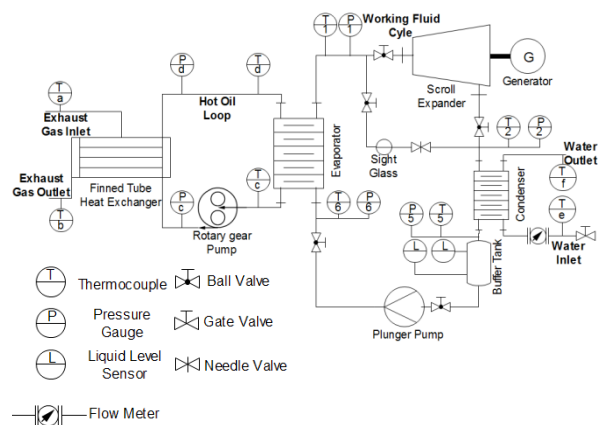 T
1
P
1
Working Fluid
Cyle
G
Generator
Scroll
Expander
P
d
T
d
T
a
Hot Oil
Loop
Exhaust
Gas Inlet
Evaporator
Sight
Glass
T
2
P
2
Water
Outlet
Exhaust
Gas Outlet
Finned Tube
Heat Exchanger
T
b
P
c
T
c
Rotary gear
Pump
T
6
P
6
P
5
T
5
Condenser
T
f
T
e
Water
Inlet
L
L
Buffer Tank
Plunger Pump
T
Thermocouple
Ball Valve
P
Pressure
Gauge
Gate Valve
L
Liquid Level
Sensor
Needle Valve
Flow Meter